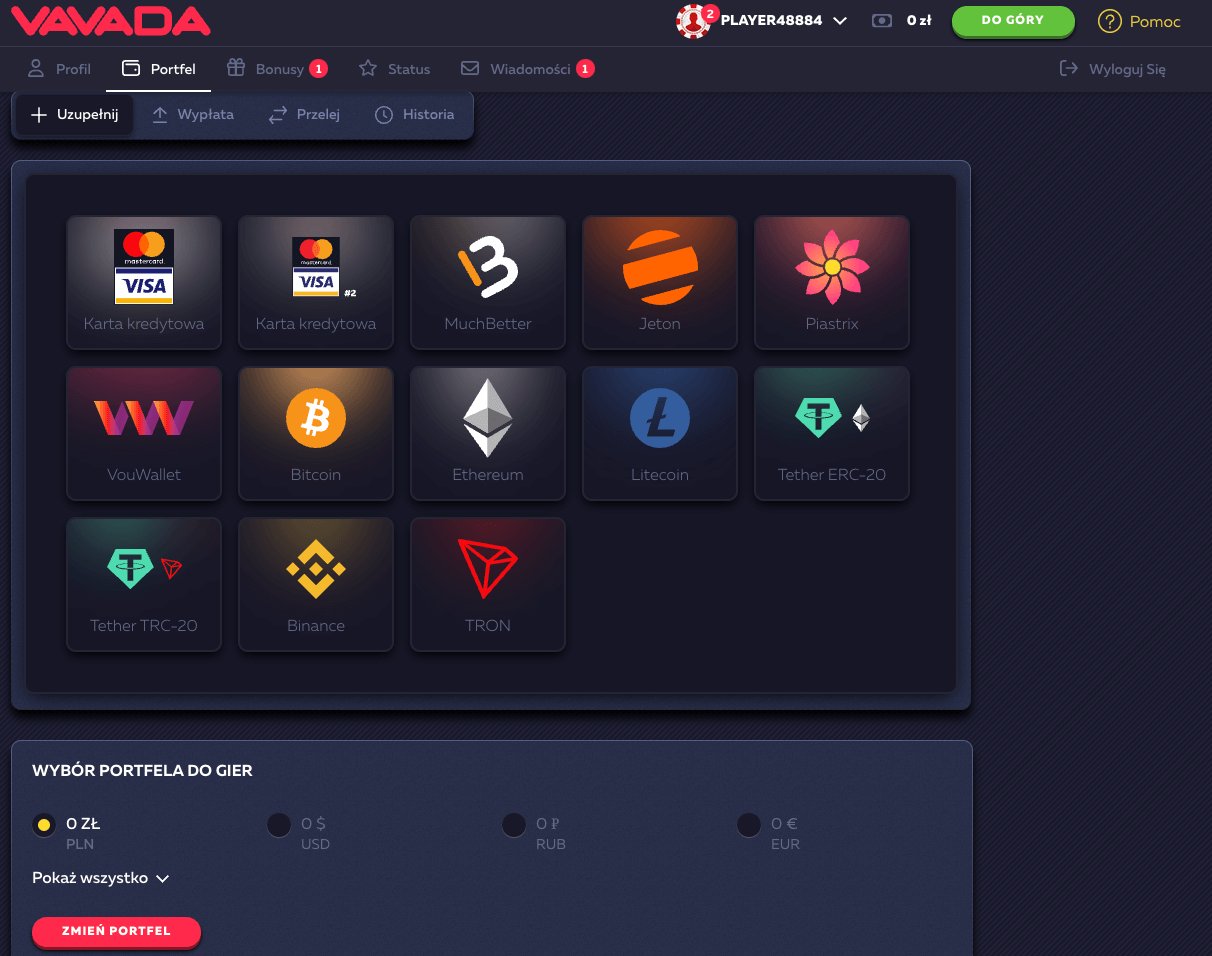 VAVADA
2
PLAYER48884
0 zł
DO GÓRY
? Pomoc
Profil
Portfel
Bonusy 1
Status
Wiadomości 1
Wyloguj Się
Uzupełnij
Wypłata
Przelej
Historia
mastercard.
VISA
Karta kredytowa
mastercard.
VISA #2
Karta kredytowa
MuchBetter
Jeton
Piastrix
VouWallet
Bitcoin
Ethereum
Litecoin
Tether ERC-20
Tether TRC-20
Binance
TRON
WYBÓR PORTFELA DO GIER
0 ZŁ
PLN
0 $
USD
0 ₽
RUB
0 €
EUR
Pokaż wszystko
ZMIEŃ PORTFEL